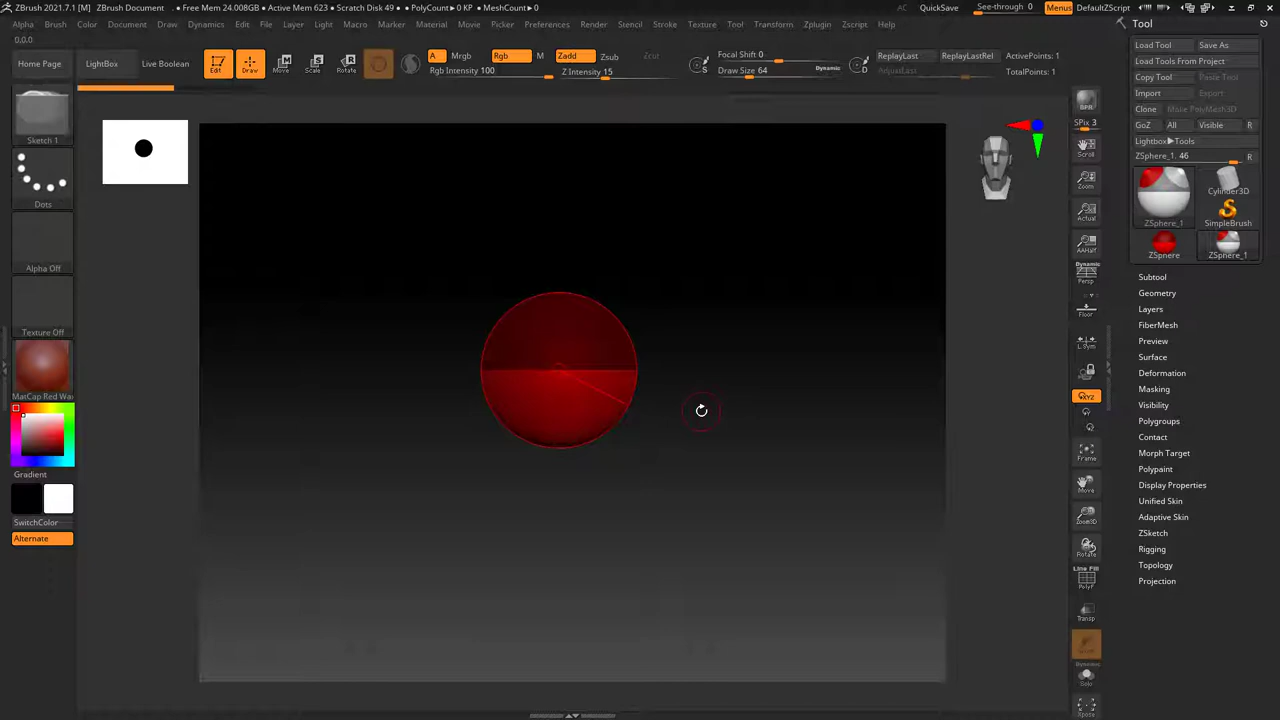 ZBrush 2021.7.1 [M] ZBrush Document . • Free Mem 24.008GB • Active Mem 623 • Scratch Disk 49 • PolyCount▶0 KP • MeshCount▶0 AC QuickSave See-through 0 Menus DefaultZScript
Alpha Brush Color Document Draw Dynamics Edit File Layer Light Macro Marker Material Movie Picker Preferences Render Stencil Stroke Texture Tool Transform Zplugin Zscript Help
0,0,0
Home Page LightBox Live Boolean Edit Draw Move Scale Rotate
A Mrgb Rgb M Zadd Zsub Zcut
Rgb Intensity 100 Z Intensity 15
S Focal Shift 0
Draw Size 64 Dynamic D
ReplayLast ReplayLastRel ActivePoints: 1
AdjustLast TotalPoints: 1
Sketch 1
Dots
Alpha Off
Texture Off
MatCap Red Wa
Gradient
SwitchColor
Alternate
BPR
SPix 3
Scroll
Zoom
Actual
AAHalf
Dynamic
Persp
Floor
L.Sym
XYZ
Frame
Move
Zoom3D
Rotate
Line Fill
PolyF
Transp
Dynamic
Solo
Xpose
Tool
Load Tool Save As
Load Tools From Project
Copy Tool Paste Tool
Import Export
Clone Make PolyMesh3D
GoZ All Visible R
Lightbox▶Tools
ZSphere_1. 46 R
ZSphere_1 Cylinder3D
SimpleBrush
ZSphere ZSphere_1
Subtool
Geometry
Layers
FiberMesh
Preview
Surface
Deformation
Masking
Visibility
Polygroups
Contact
Morph Target
Polypaint
Display Properties
Unified Skin
Adaptive Skin
ZSketch
Rigging
Topology
Projection